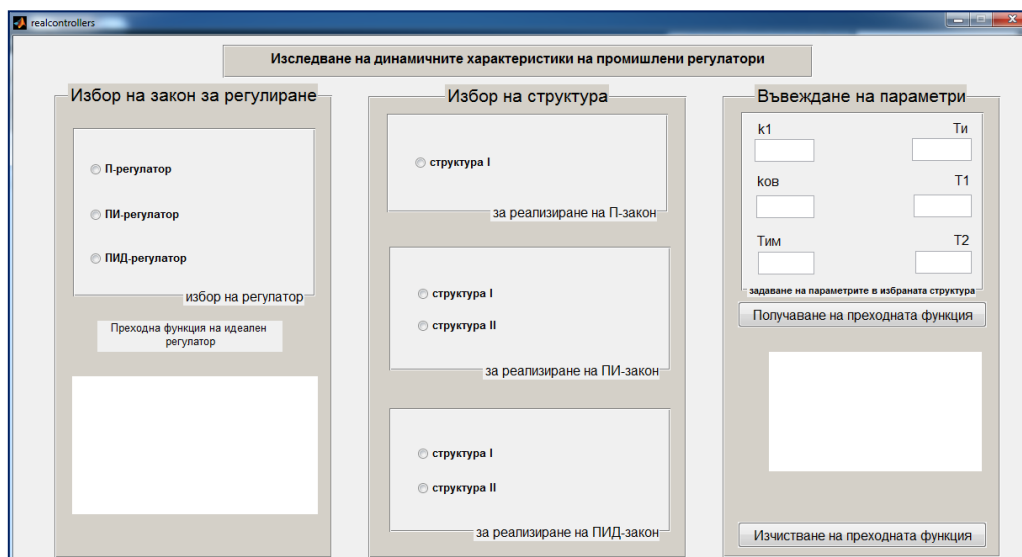 realcontrollers
Изследване на динамичните характеристики на промишлени регулатори
Избор на закон за регулиране
П-регулатор
ПИ-регулатор
ПИД-регулатор
избор на регулатор
Преходна функция на идеален
регулатор
Избор на структура
структура I
за реализиране на П-закон
структура I
структура II
за реализиране на ПИ-закон
структура I
структура II
за реализиране на ПИД-закон
Въвеждане на параметри
k1
Ти
kов
T1
Тим
T2
задаване на параметрите в избраната структура
Получаване на преходната функция
Изчистване на преходната функция